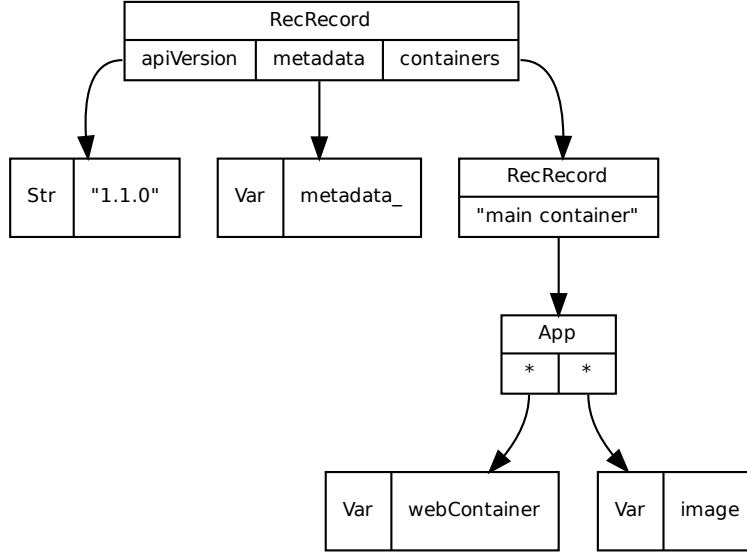 RecRecord
apiVersion metadata containers
Str "1.1.0"
Var metadata_
RecRecord
"main container"
App
* *
Var webContainer
Var image